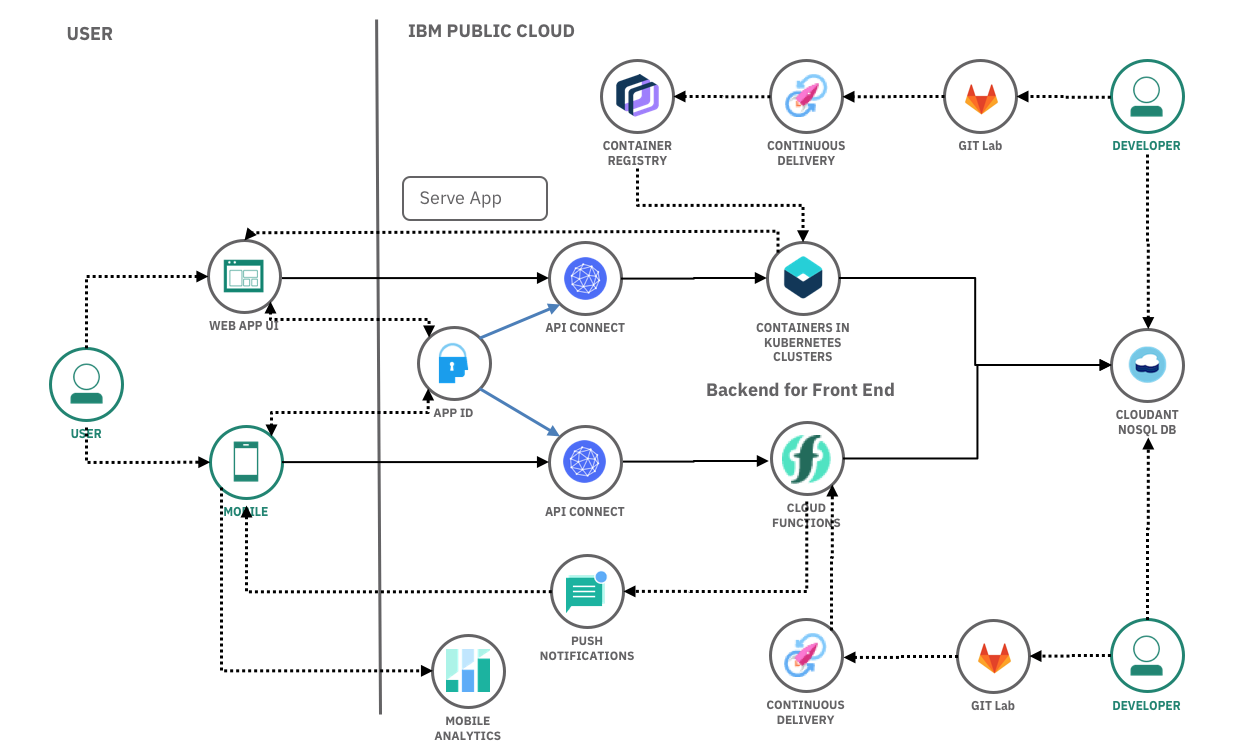 USER
IBM PUBLIC CLOUD
CONTAINER
REGISTRY
CONTINUOUS
DELIVERY
GIT Lab
DEVELOPER
Serve App
WEB APP UI
API CONNECT
CONTAINERS IN
KUBERNETES
CLUSTERS
APP ID
Backend for Front End
USER
CLOUDANT
NOSQL DB
MOBILE
API CONNECT
CLOUD
FUNCTIONS
PUSH
NOTIFICATIONS
MOBILE
ANALYTICS
CONTINUOUS
DELIVERY
GIT Lab
DEVELOPER